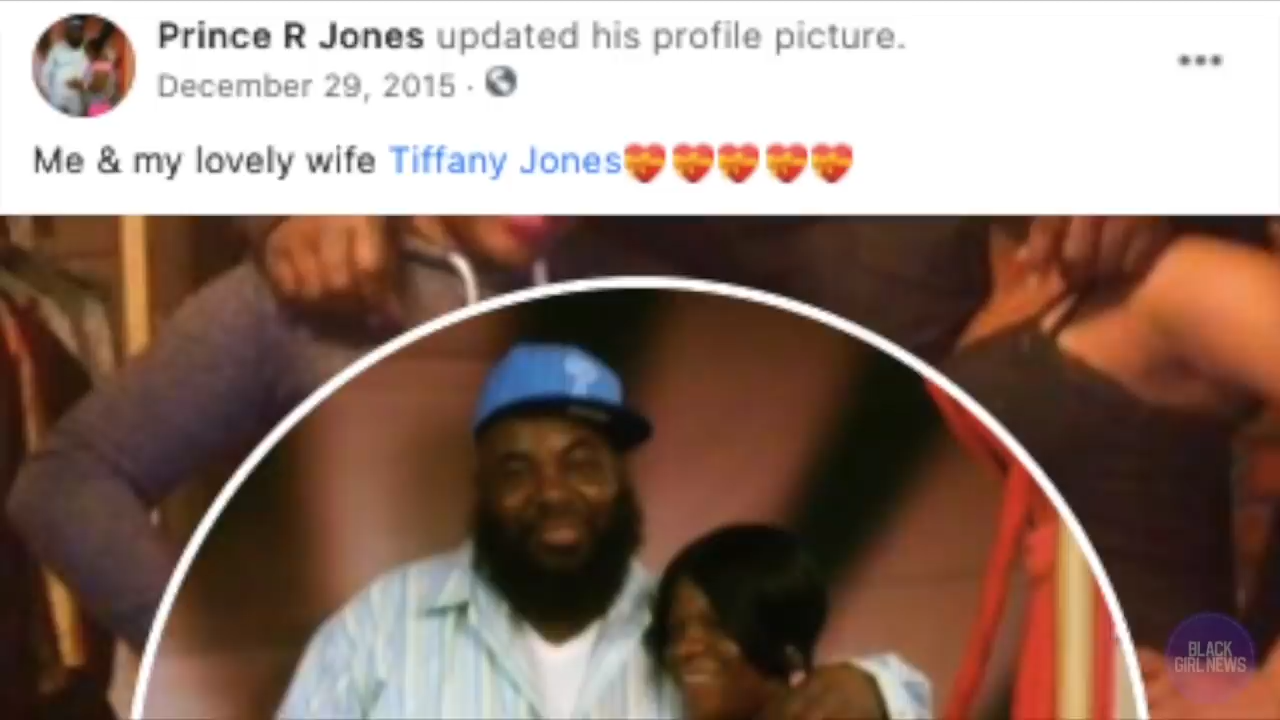 Prince R Jones updated his profile picture.
December 29, 2015 ·
Me & my lovely wife Tiffany Jones💝💝💝💝💝
BLACK
GIRL NEWS